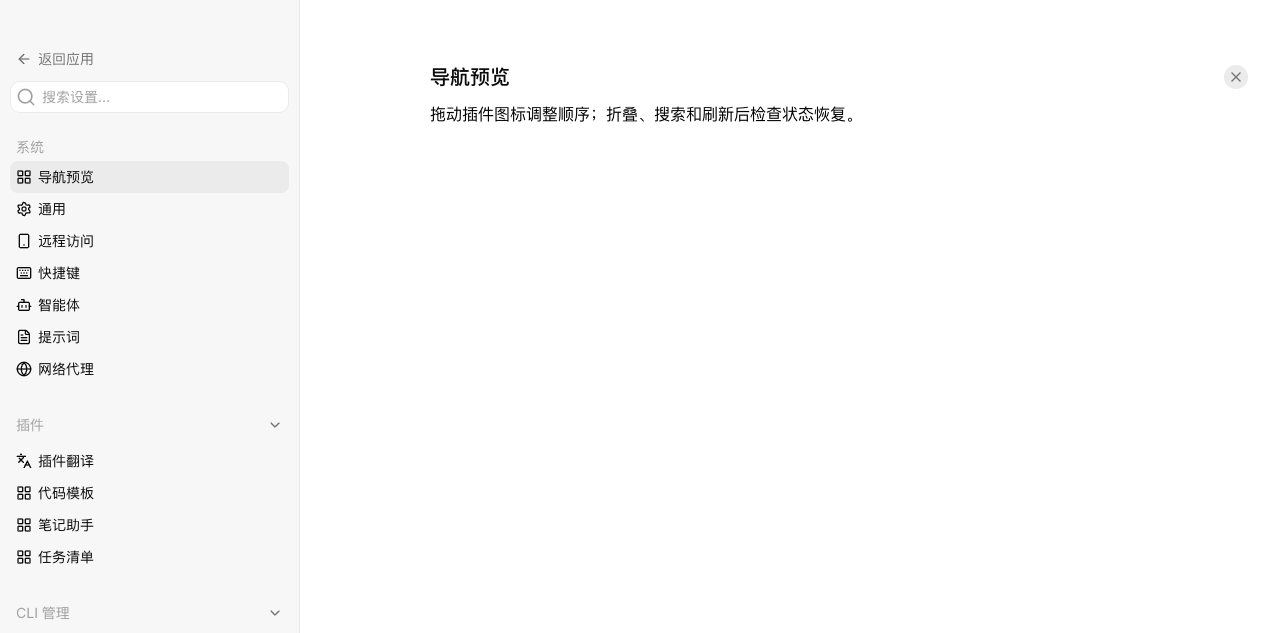 返回应用
搜索设置...
系统
导航预览
通用
远程访问
快捷键
智能体
提示词
网络代理
插件
插件翻译
代码模板
笔记助手
任务清单
CLI 管理
导航预览
拖动插件图标调整顺序；折叠、搜索和刷新后检查状态恢复。